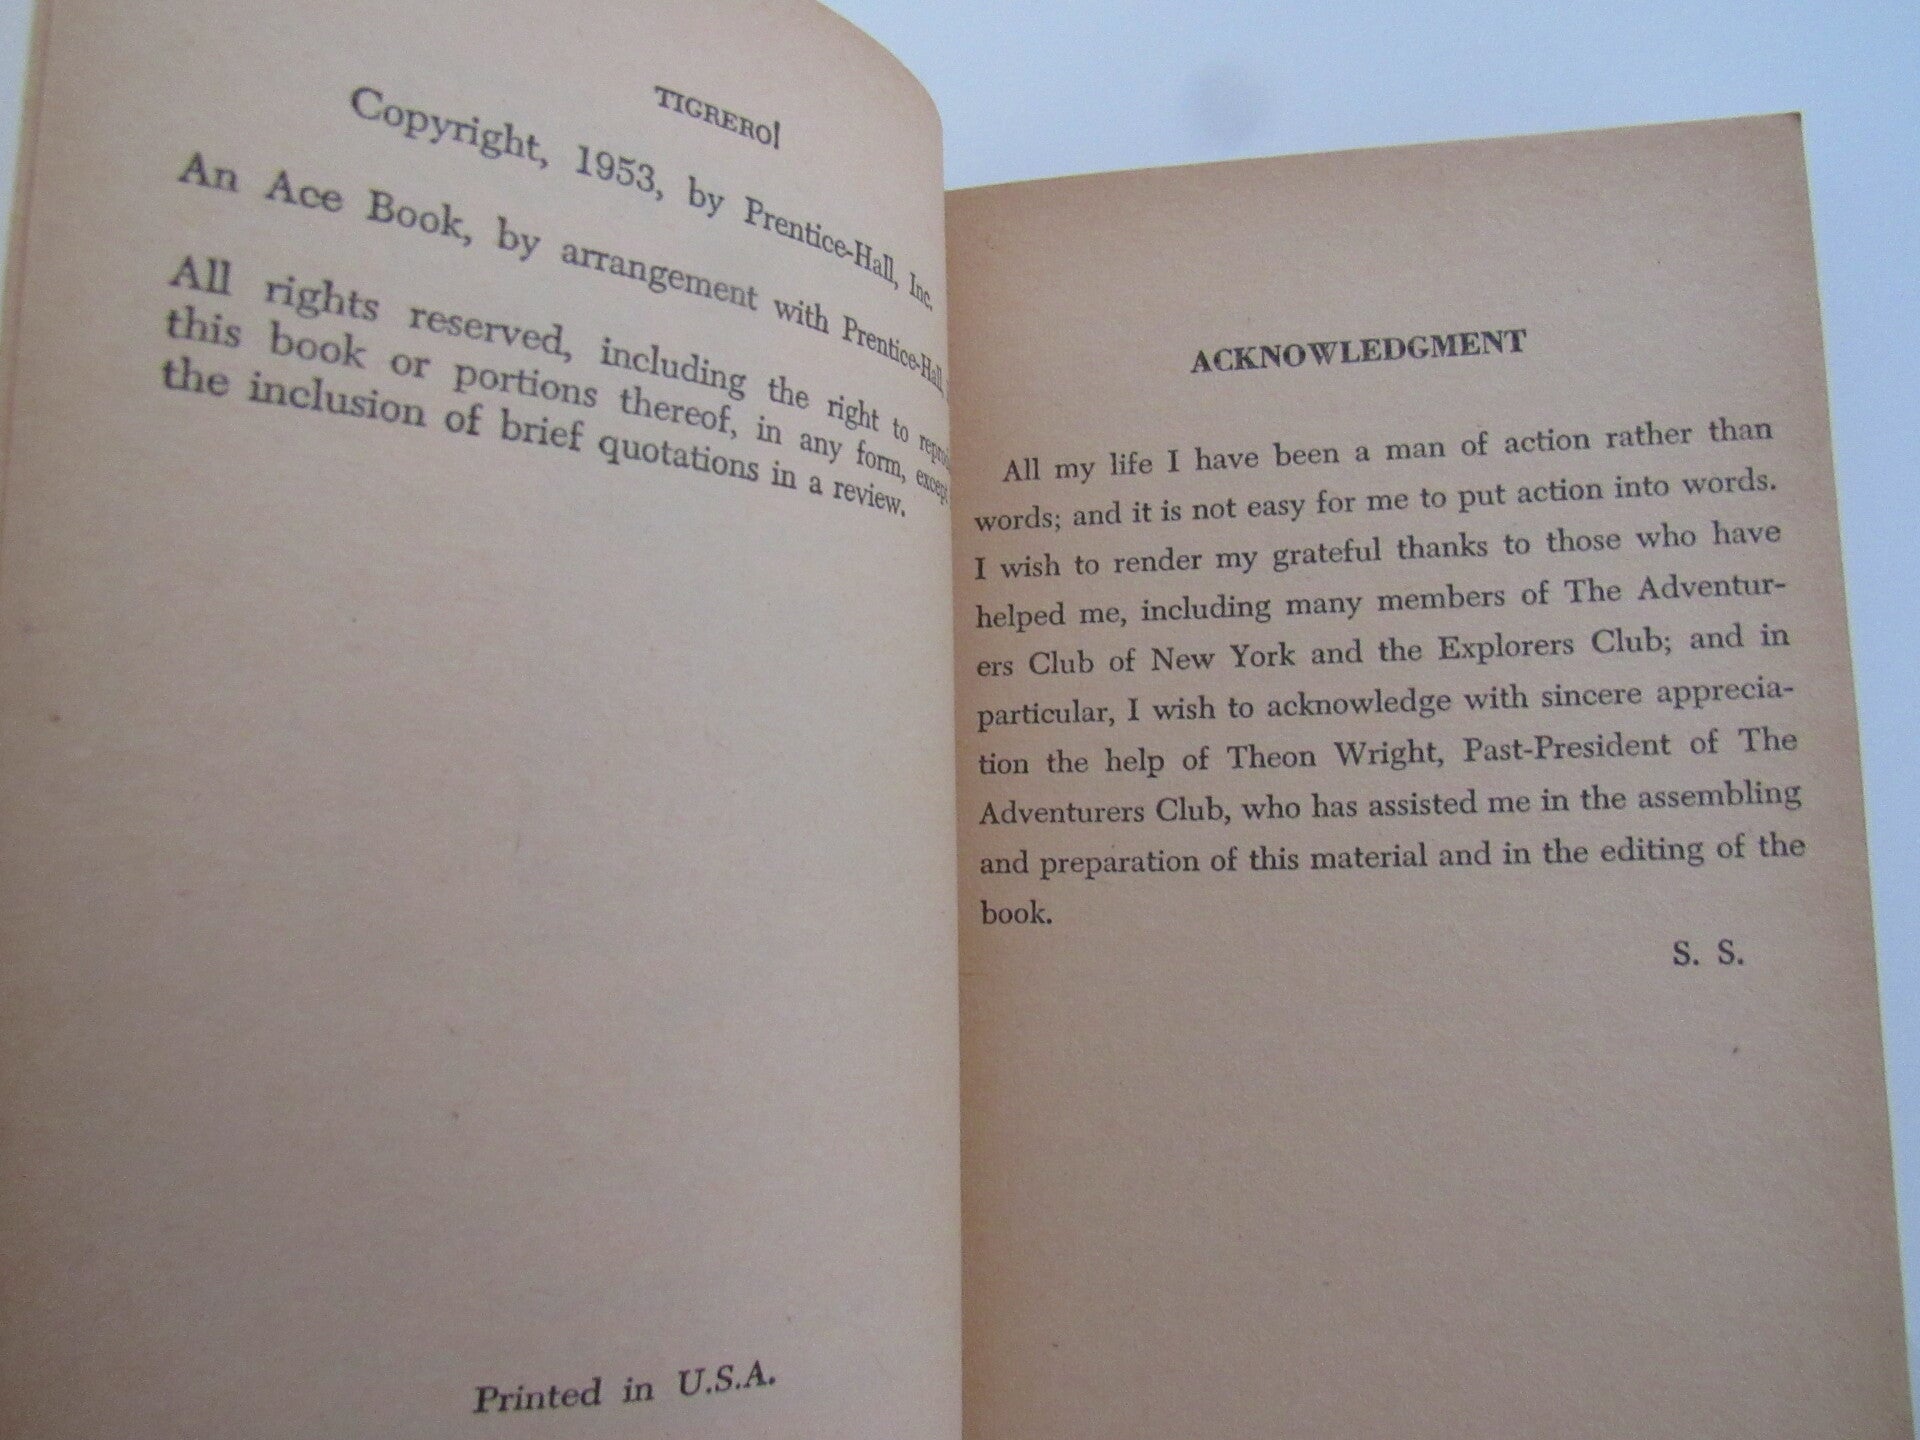 TIGRERO!
Copyright, 1953, by Prentice-Hall, Inc.
An Ace Book, by arrangement with Prentice-Hall,
All rights reserved, including the right to
this book or portions thereof, in any form, except
the inclusion of brief quotations in a review.
Printed in U.S.A.
ACKNOWLEDGMENT
All my life I have been a man of action rather than
words; and it is not easy for me to put action into words.
I wish to render my grateful thanks to those who have
helped me, including many members of The Adventur-
ers Club of New York and the Explorers Club; and in
particular, I wish to acknowledge with sincere apprecia-
tion the help of Theon Wright, Past-President of The
Adventurers Club, who has assisted me in the assembling
and preparation of this material and in the editing of the
book.
S. S.